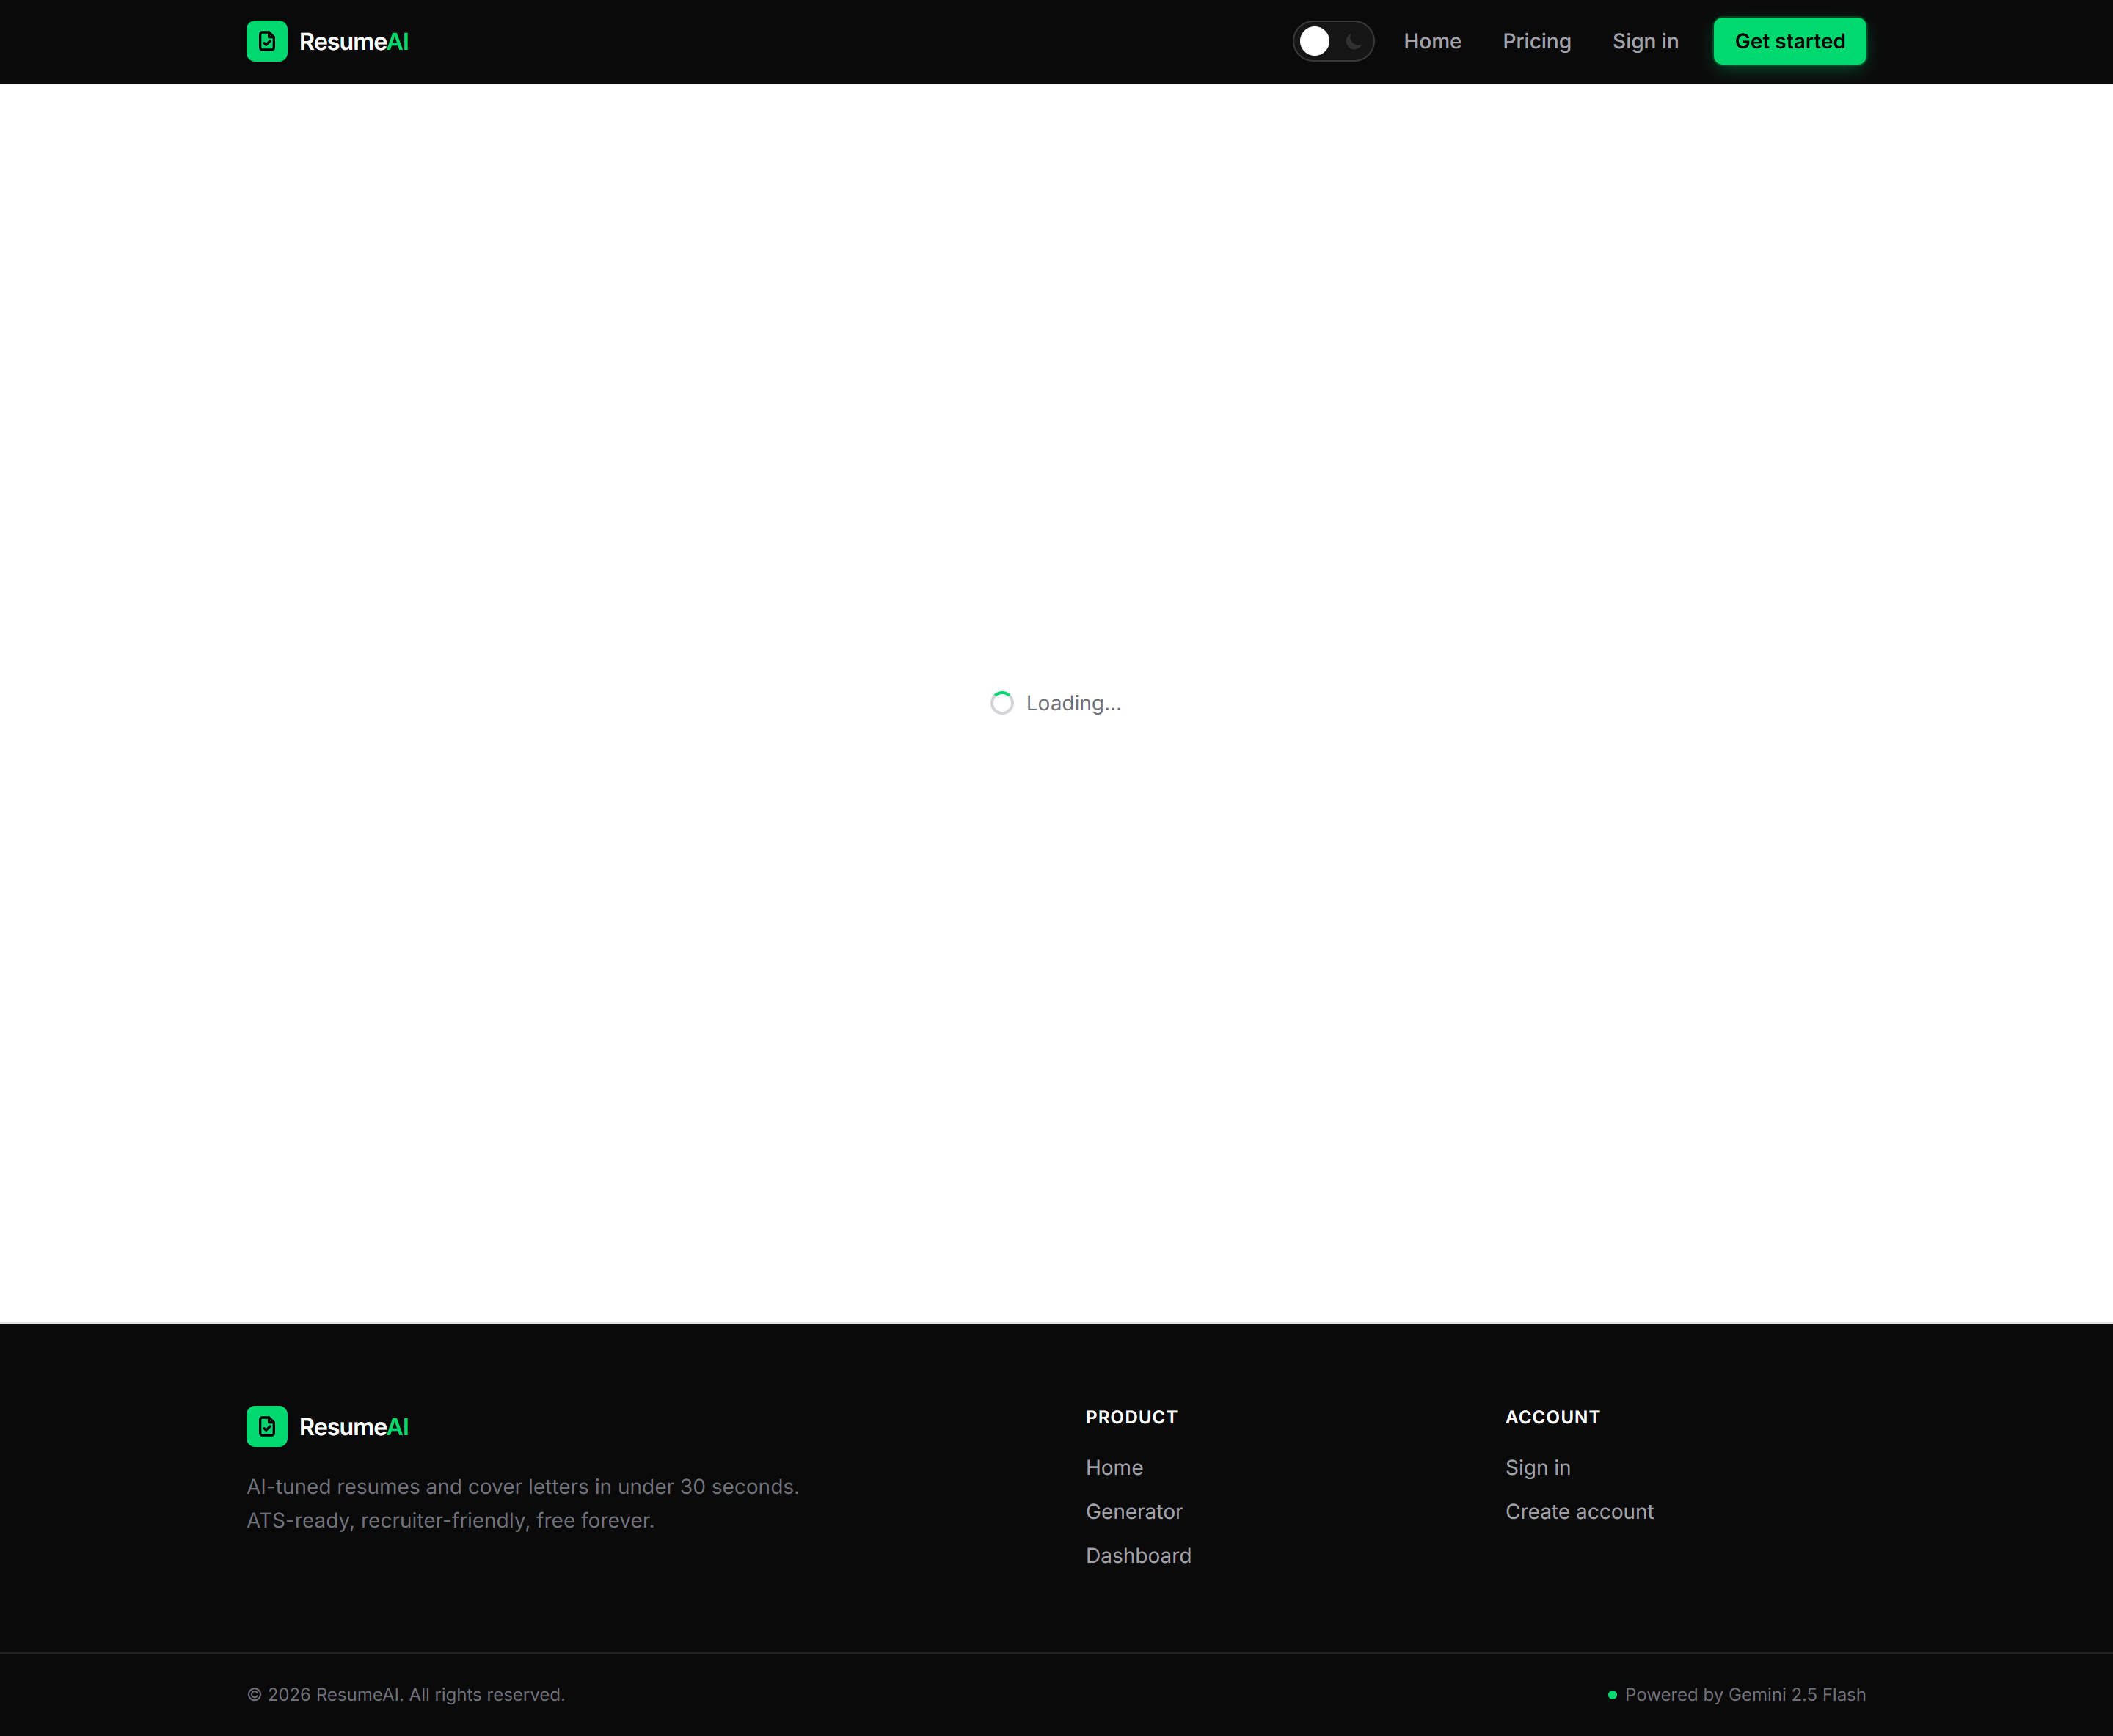 ResumeAI
Home
Pricing
Sign in
Get started
Loading...
ResumeAI
AI-tuned resumes and cover letters in under 30 seconds.
ATS-ready, recruiter-friendly, free forever.
PRODUCT
Home
Generator
Dashboard
ACCOUNT
Sign in
Create account
© 2026 ResumeAI. All rights reserved.
Powered by Gemini 2.5 Flash